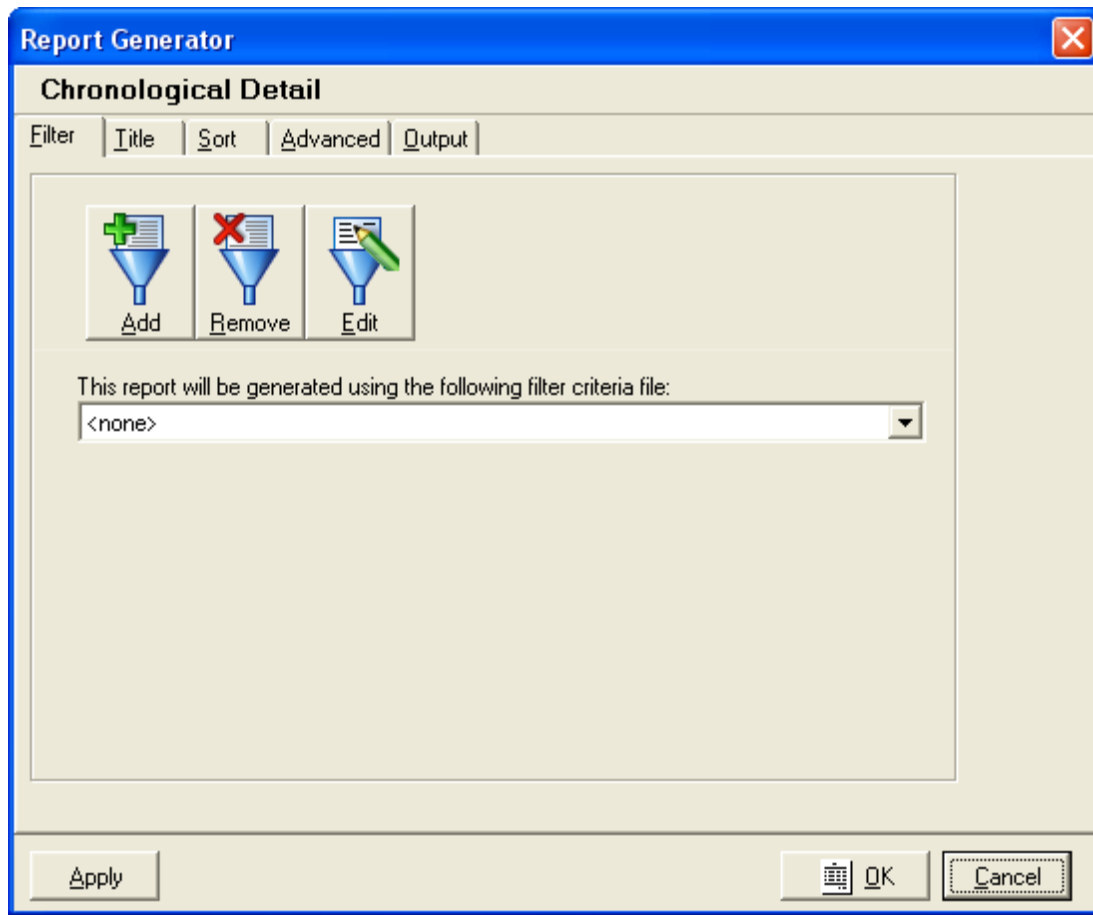 Report Generator
Chronological Detail
Filter Title Sort Advanced Output
Add Remove Edit
This report will be generated using the following filter criteria file:
<none>
Apply OK Cancel